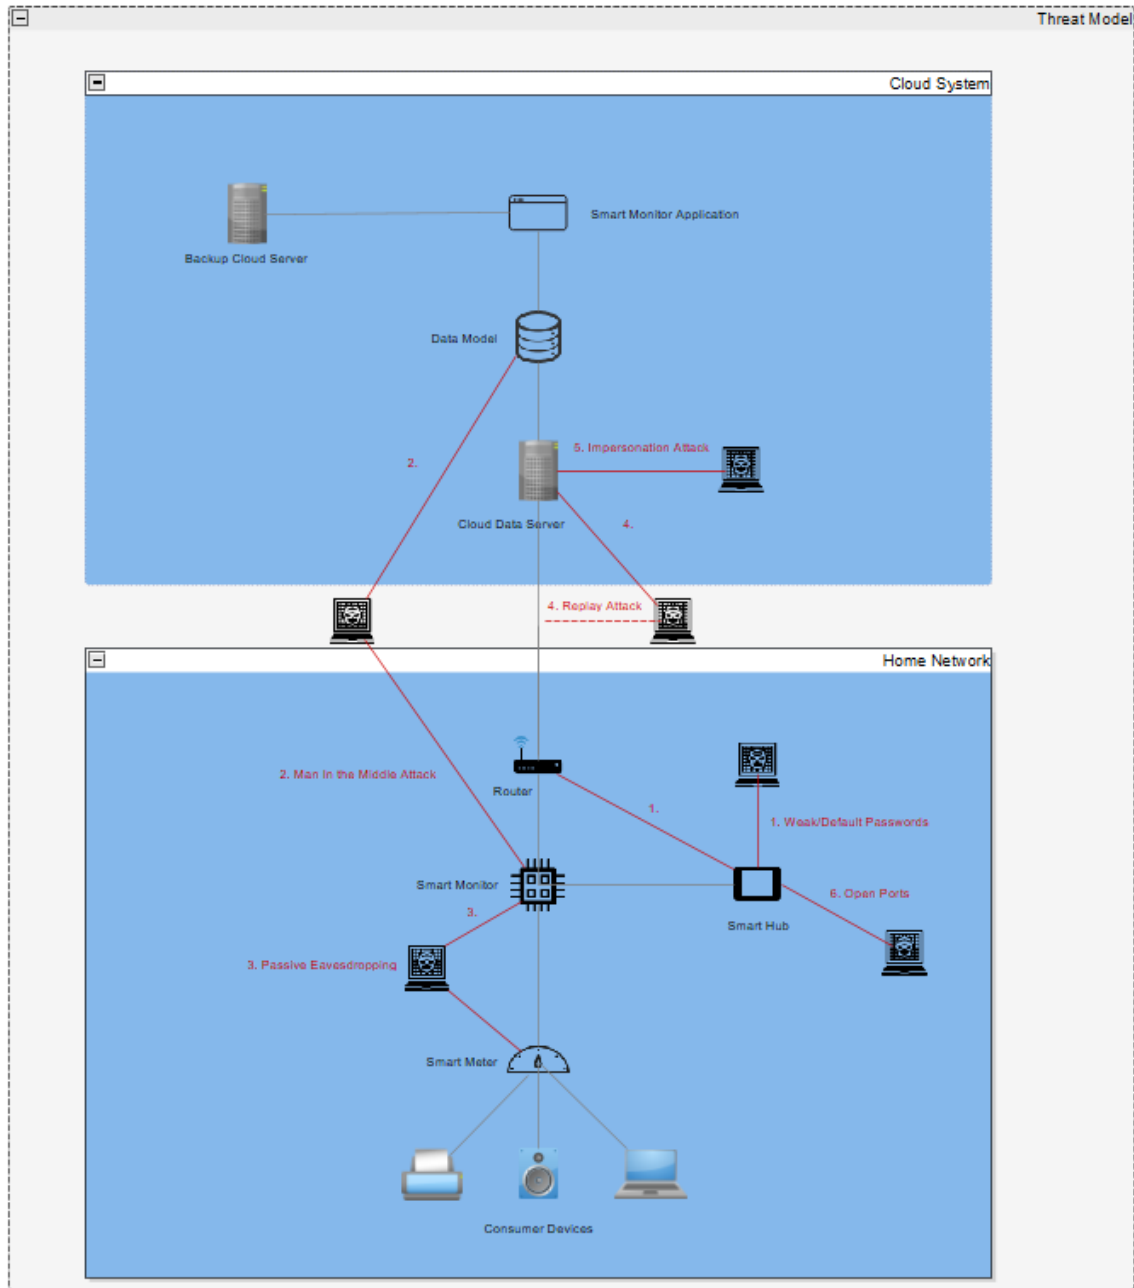 Threat Model
Cloud System
Smart Monitor Application
Backup Cloud Server
Data Model
5. Impersonation Attack
2.
Cloud Data Server
4.
4. Replay Attack
Home Network
2. Man in the Middle Attack
Router
1.
1. Weak/Default Passwords
Smart Monitor
6. Open Ports
3.
Smart Hub
3. Passive Eavesdropping
Smart Meter
Consumer Devices